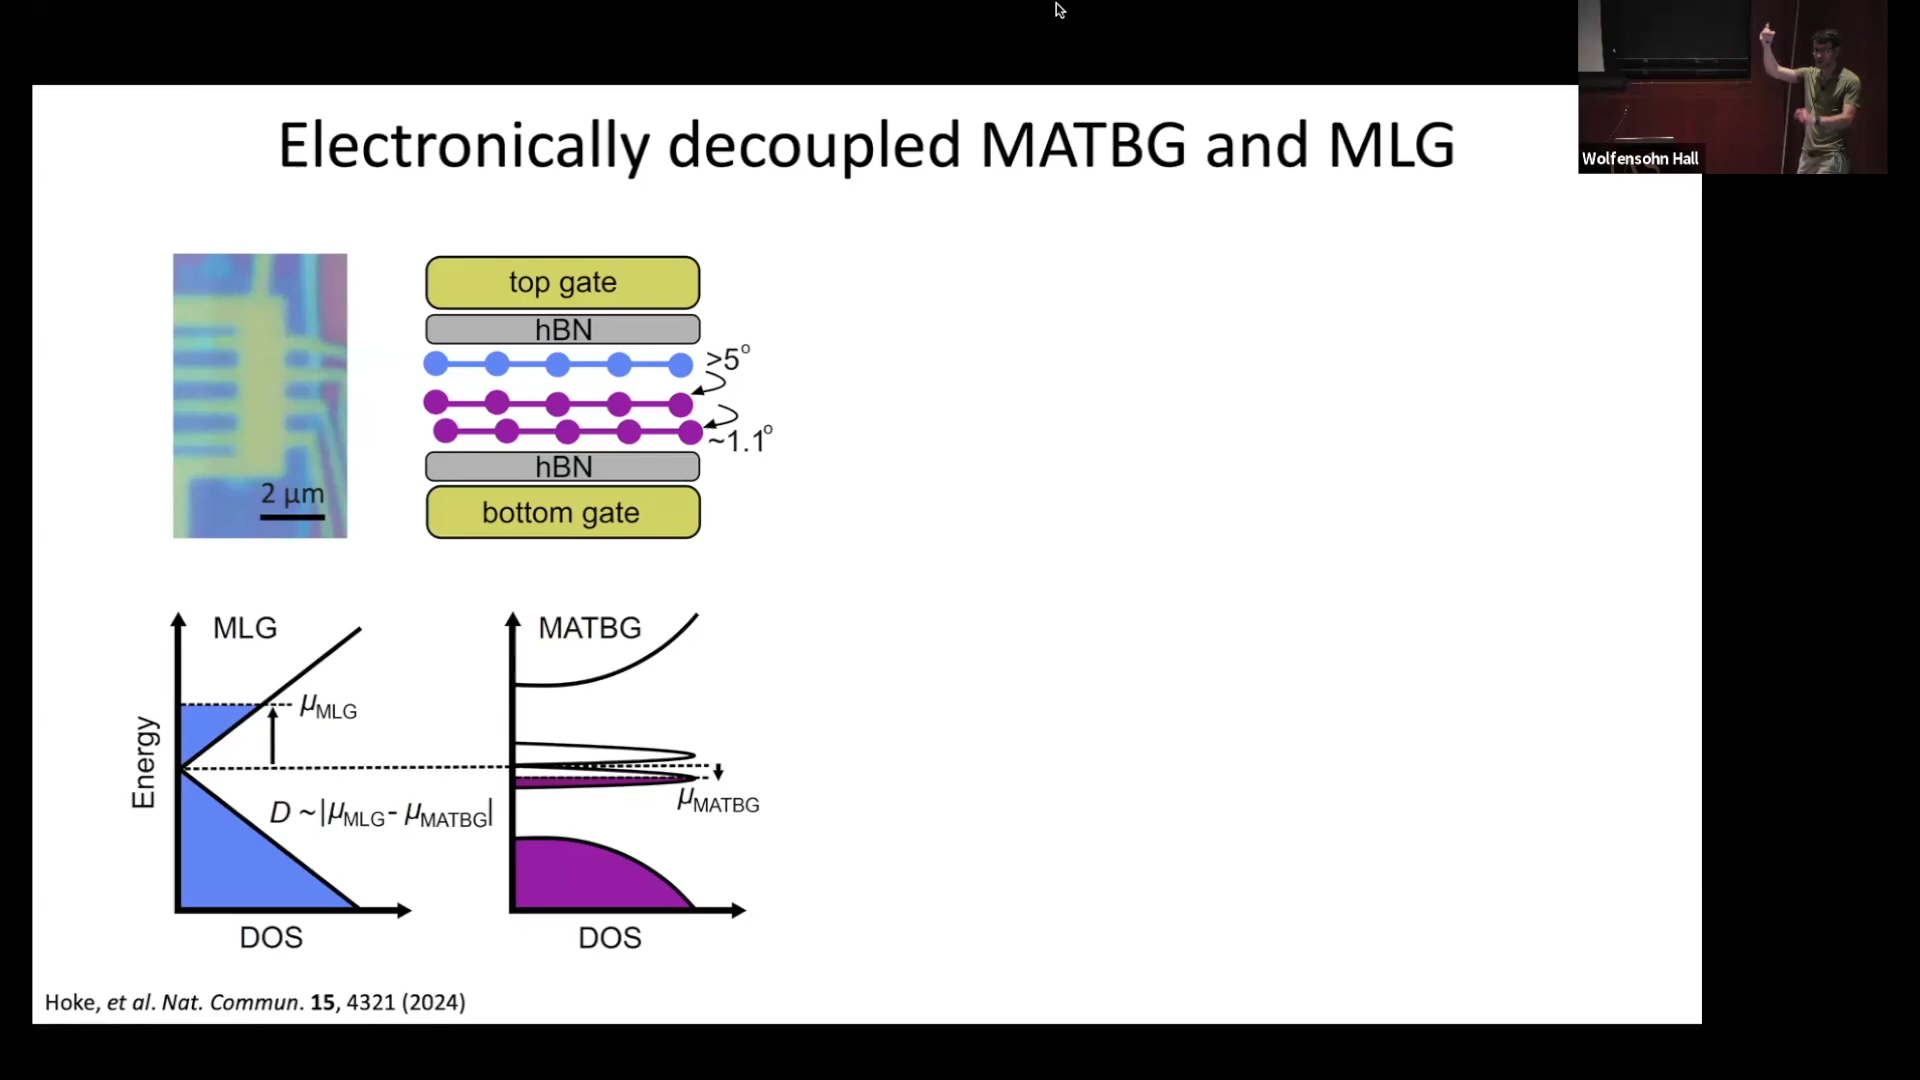 Electronically decoupled MATBG and MLG
Wolfensohn Hall
2 μm
top gate
hBN
>5°
~1.1°
hBN
bottom gate
MLG
Energy
μMLG
D ~|μMLG- μMATBG|
DOS
MATBG
μMATBG
DOS
Hoke, et al. Nat. Commun. 15, 4321 (2024)